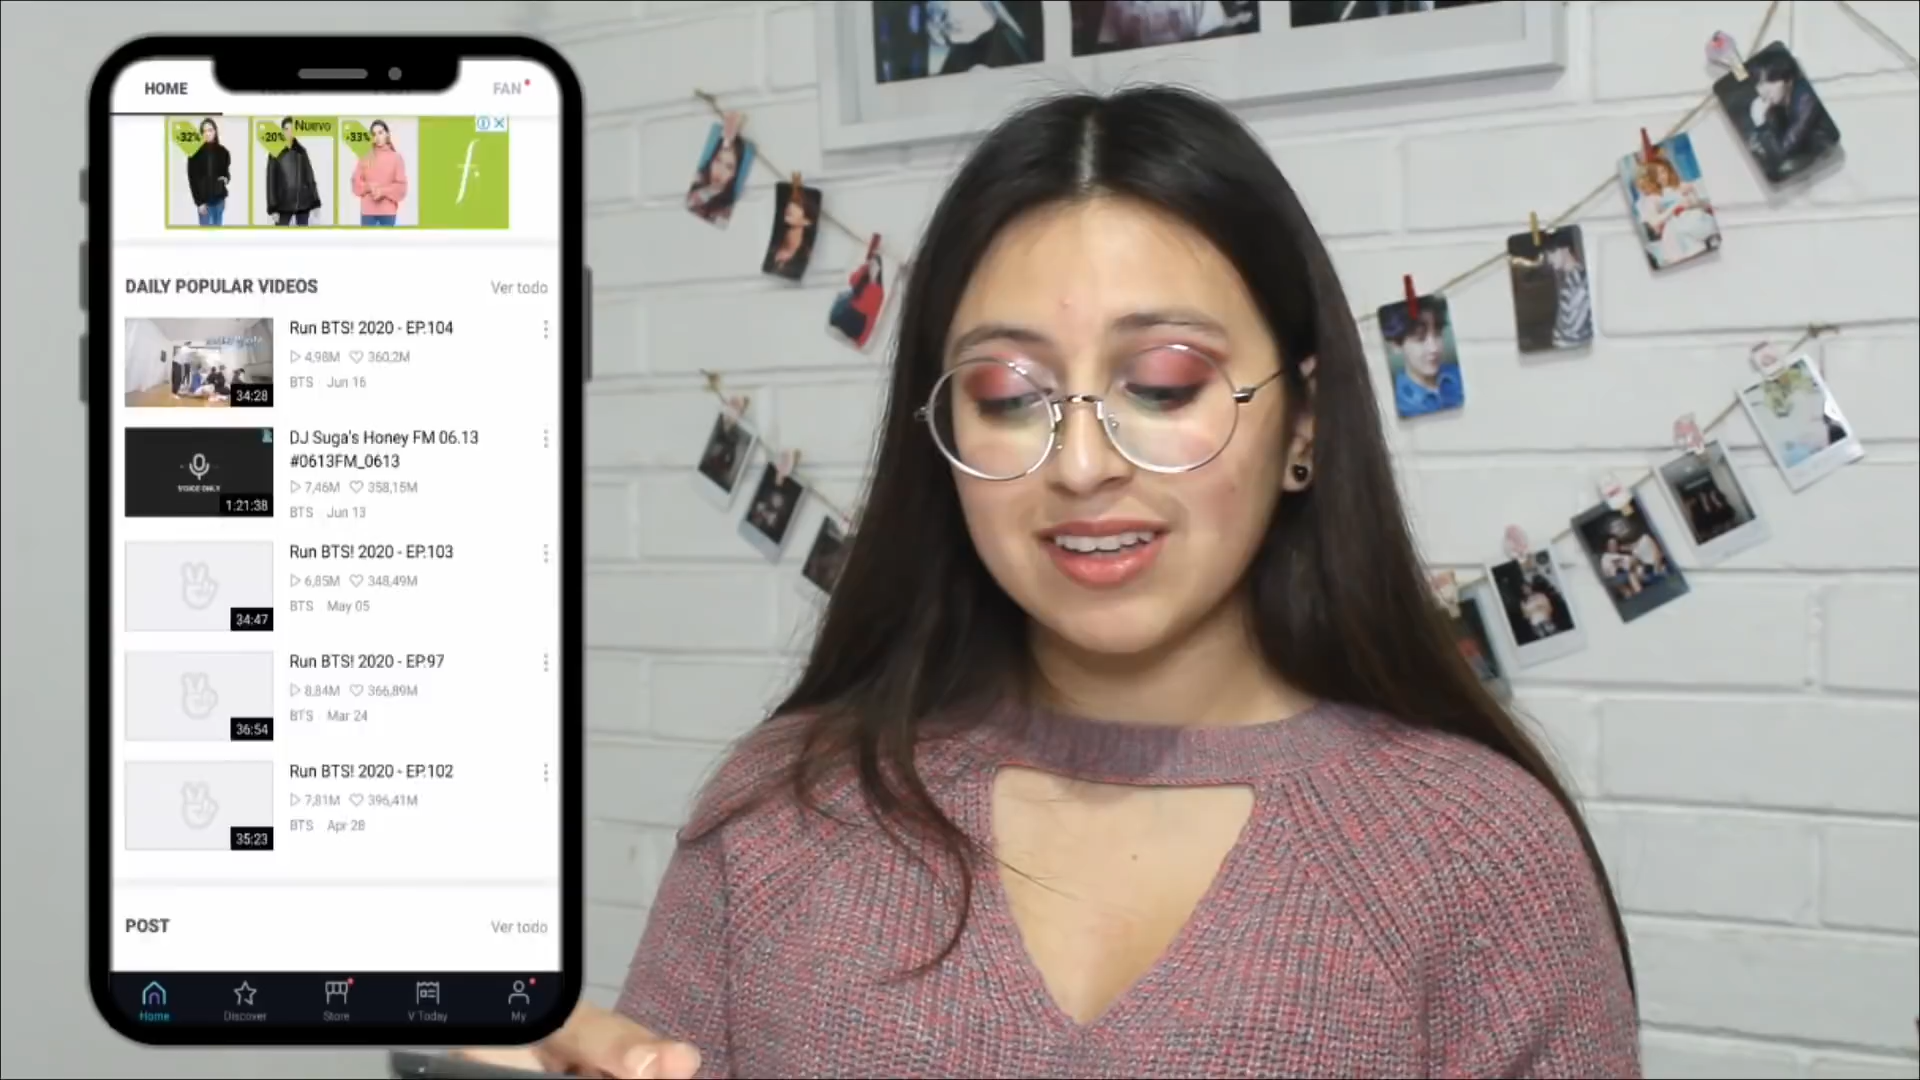 HOME
FAN
-32%
-20%
Nuevo
-33%
f.
DAILY POPULAR VIDEOS
Ver todo
Run BTS! 2020 - EP.104
4,98M 360.2M
BTS Jun 16
34:28
DJ Suga's Honey FM 06.13
#0613FM_0613
7,46M 358,15M
BTS Jun 13
VOICE ONLY
1:21:38
Run BTS! 2020 - EP.103
6,85M 348,49M
BTS May 05
34:47
Run BTS! 2020 - EP.97
8,84M 366,89M
BTS Mar 24
36:54
Run BTS! 2020 - EP.102
7,81M 396,41M
BTS Apr 28
35:23
POST
Ver todo
Home
Discover
Store
V Today
My